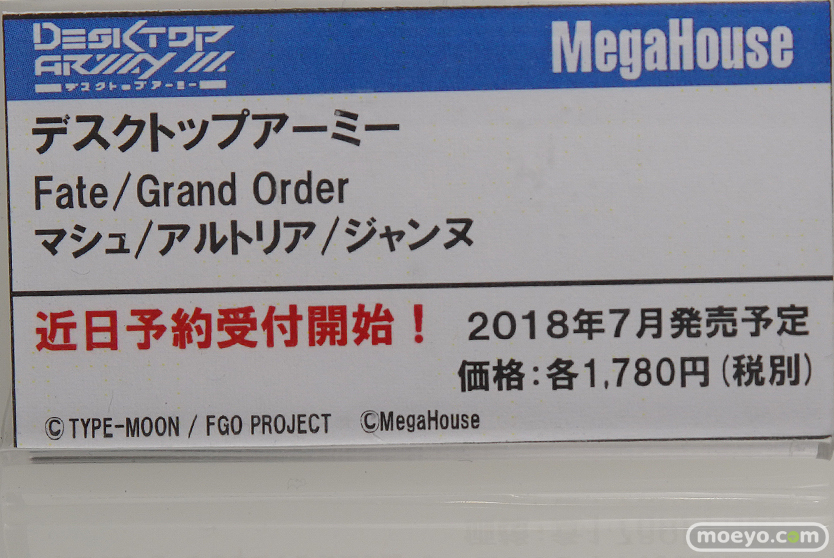 DESKTOP ARMY
デスクトップアーミー
MegaHouse
デスクトップアーミー
Fate/Grand Order
マシュ/アルトリア/ジャンヌ
近日予約受付開始！ 2018年7月発売予定
価格：各1,780円（税別）
©TYPE-MOON / FGO PROJECT ©MegaHouse
moeyo.com